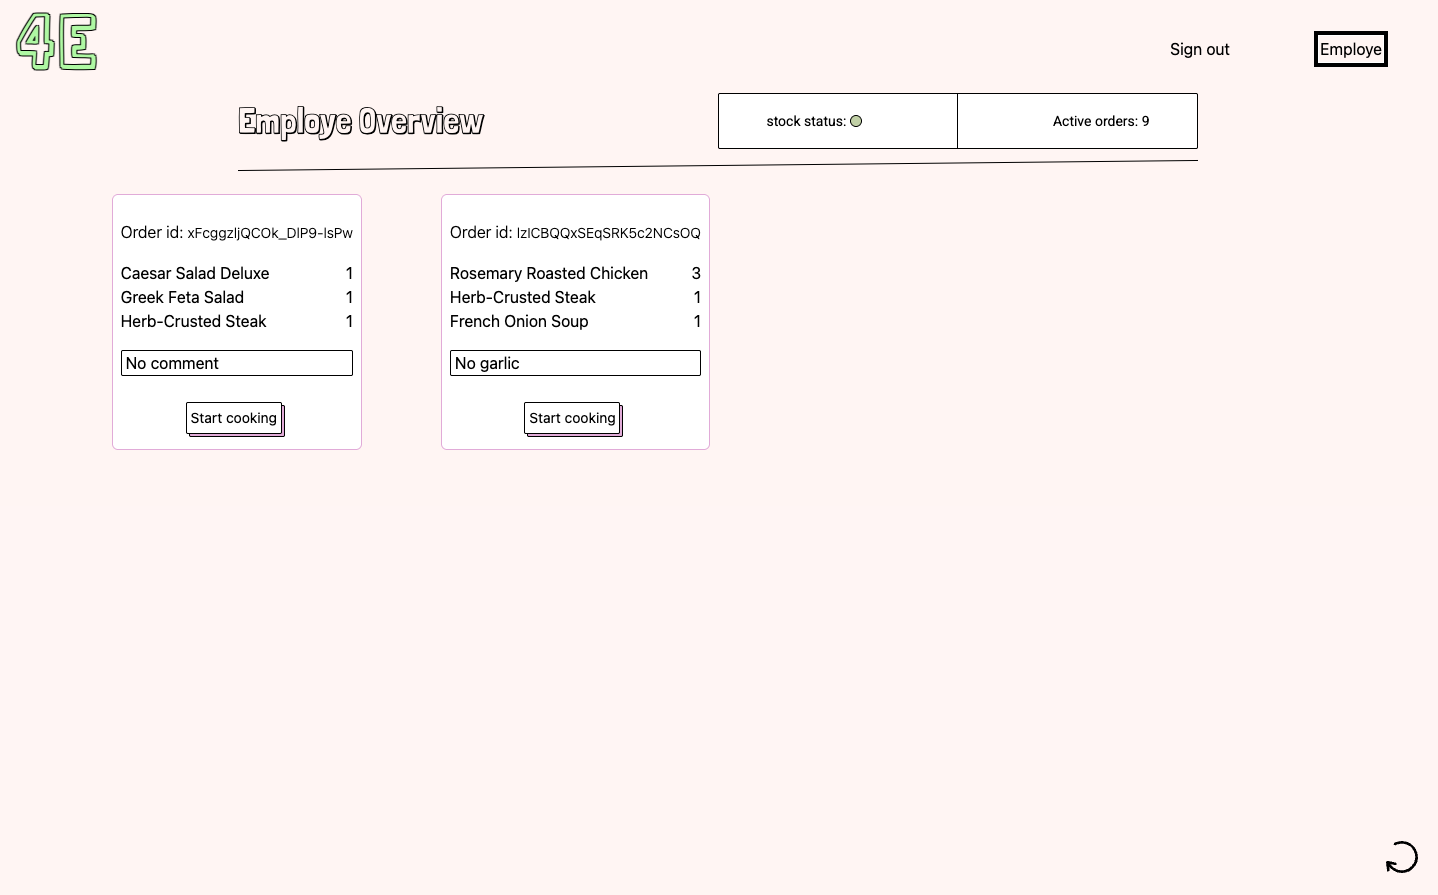 4E
Sign out
Employe
Employe Overview
stock status:
Active orders: 9
Order id: xFcggzIjQCOk_DIP9-lsPw
Caesar Salad Deluxe 1
Greek Feta Salad 1
Herb-Crusted Steak 1
No comment
Start cooking
Order id: IzICBQQxSEqSRK5c2NCsOQ
Rosemary Roasted Chicken 3
Herb-Crusted Steak 1
French Onion Soup 1
No garlic
Start cooking